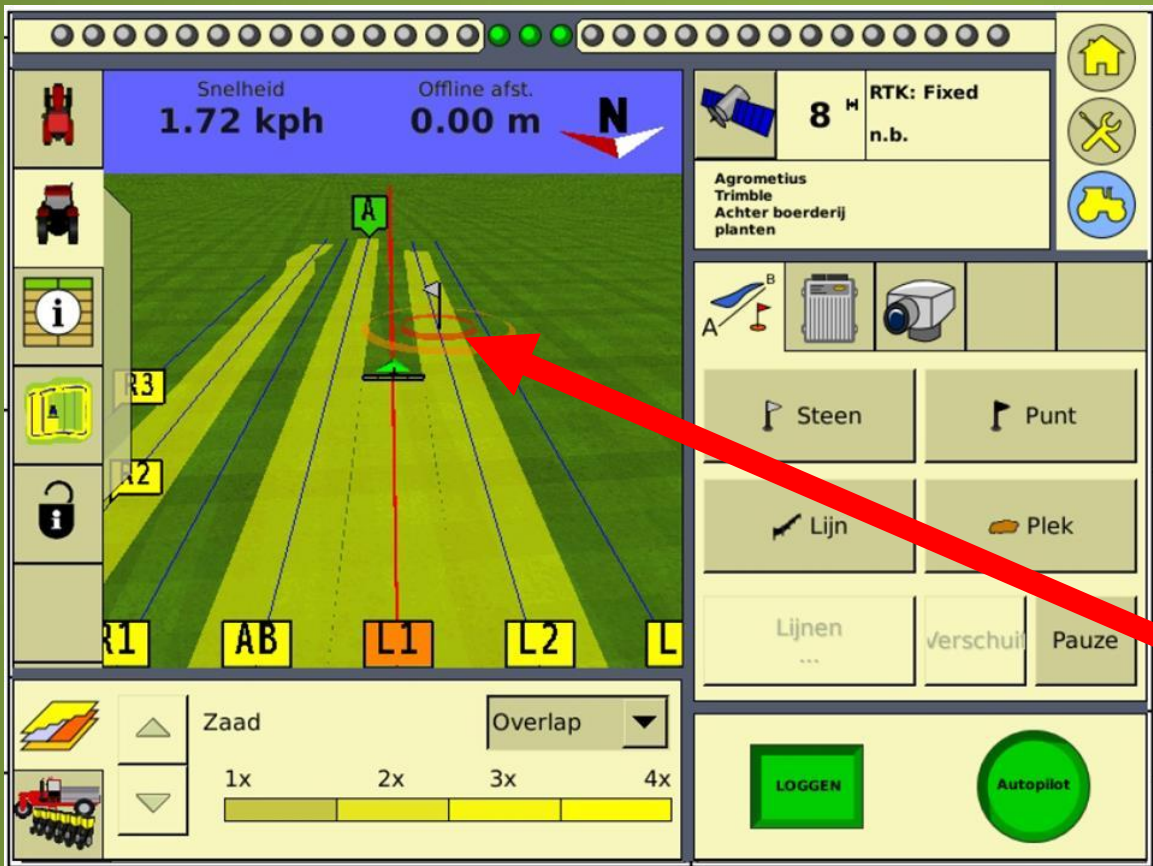 Snelheid
1.72 kph
Offline afst.
0.00 m
N
8
RTK: Fixed
n.b.
Agrometius
Trimble
Achter boerderij
planten
A
B
A
i
A
i
R3
R2
R1
AB
L1
L2
L
Steen
Punt
Lijn
Plek
Lijnen
...
Verschuif
Pauze
Zaad
Overlap
1x
2x
3x
4x
LOGGEN
Autopilot